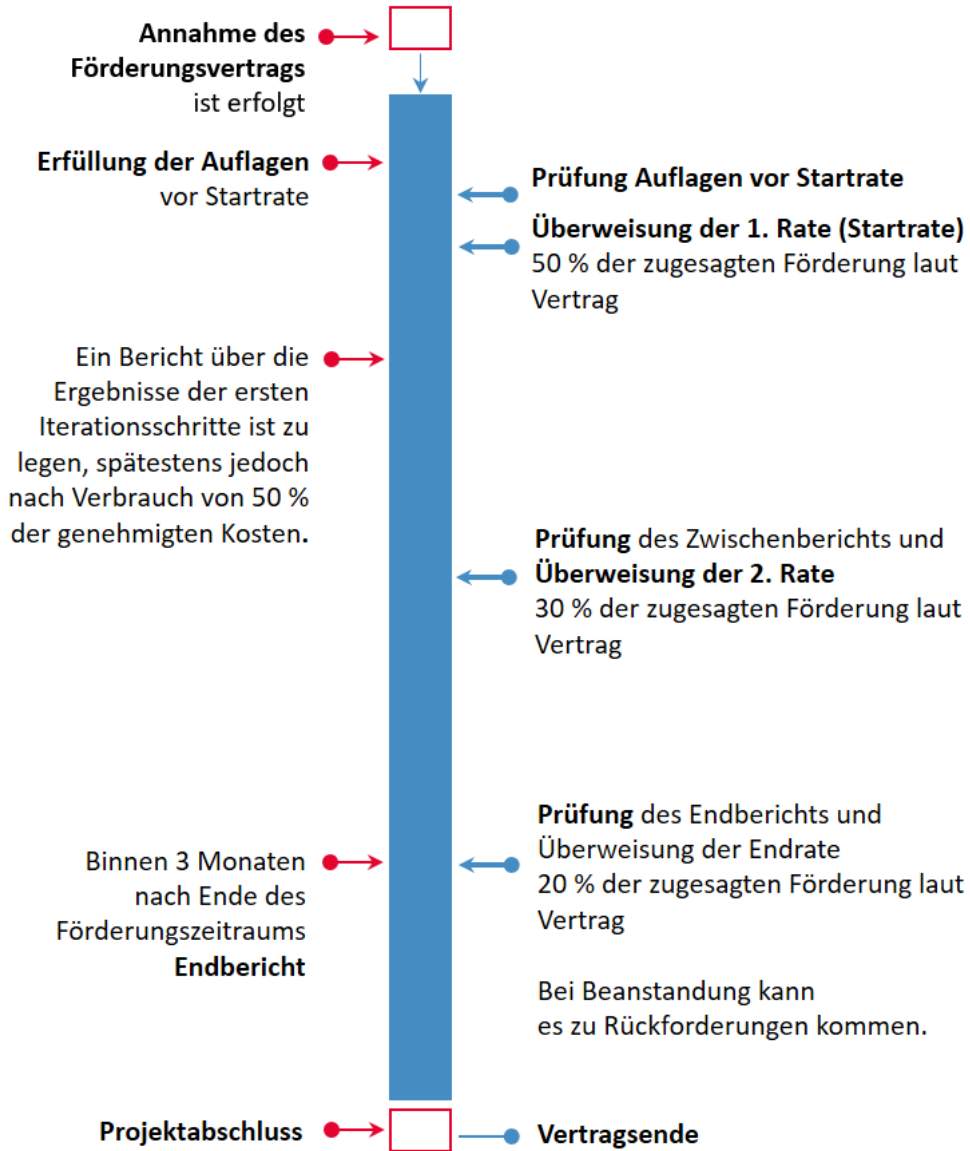 Annahme des
Förderungsvertrags
ist erfolgt
Erfüllung der Auflagen
vor Startrate
Prüfung Auflagen vor Startrate
Überweisung der 1. Rate (Startrate)
50 % der zugesagten Förderung laut
Vertrag
Ein Bericht über die
Ergebnisse der ersten
Iterationsschritte ist zu
legen, spätestens jedoch
nach Verbrauch von 50 %
der genehmigten Kosten.
Prüfung des Zwischenberichts und
Überweisung der 2. Rate
30 % der zugesagten Förderung laut
Vertrag
Binnen 3 Monaten
nach Ende des
Förderungszeitraums
Endbericht
Prüfung des Endberichts und
Überweisung der Endrate
20 % der zugesagten Förderung laut
Vertrag
Bei Beanstandung kann
es zu Rückforderungen kommen.
Projektabschluss
Vertragsende